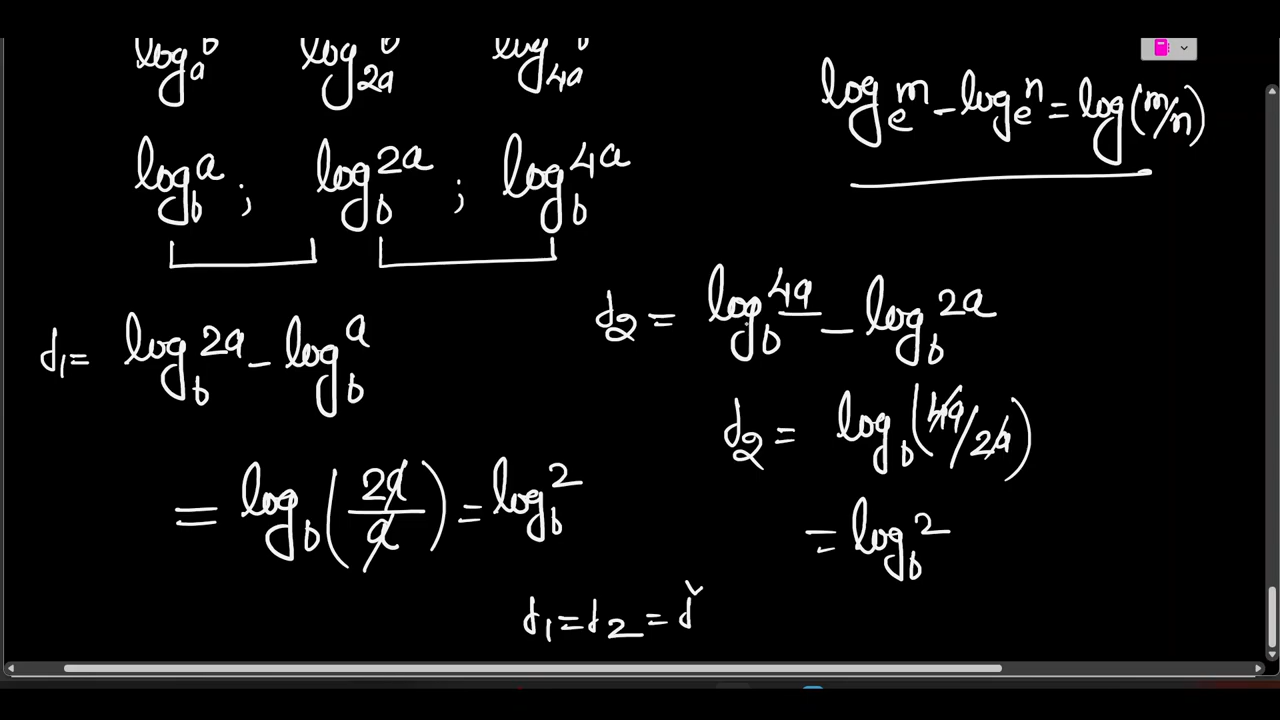 log_a b   log_2a b   log_4a b
log_e m - log_e n = log(m/n)
log_b a ; log_b 2a ; log_b 4a
d1 = log_b 2a - log_b a
= log_b (2a/a) = log_b 2
d2 = log_b 4a - log_b 2a
d2 = log_b (4a/2a)
= log_b 2
d1 = d2 = d